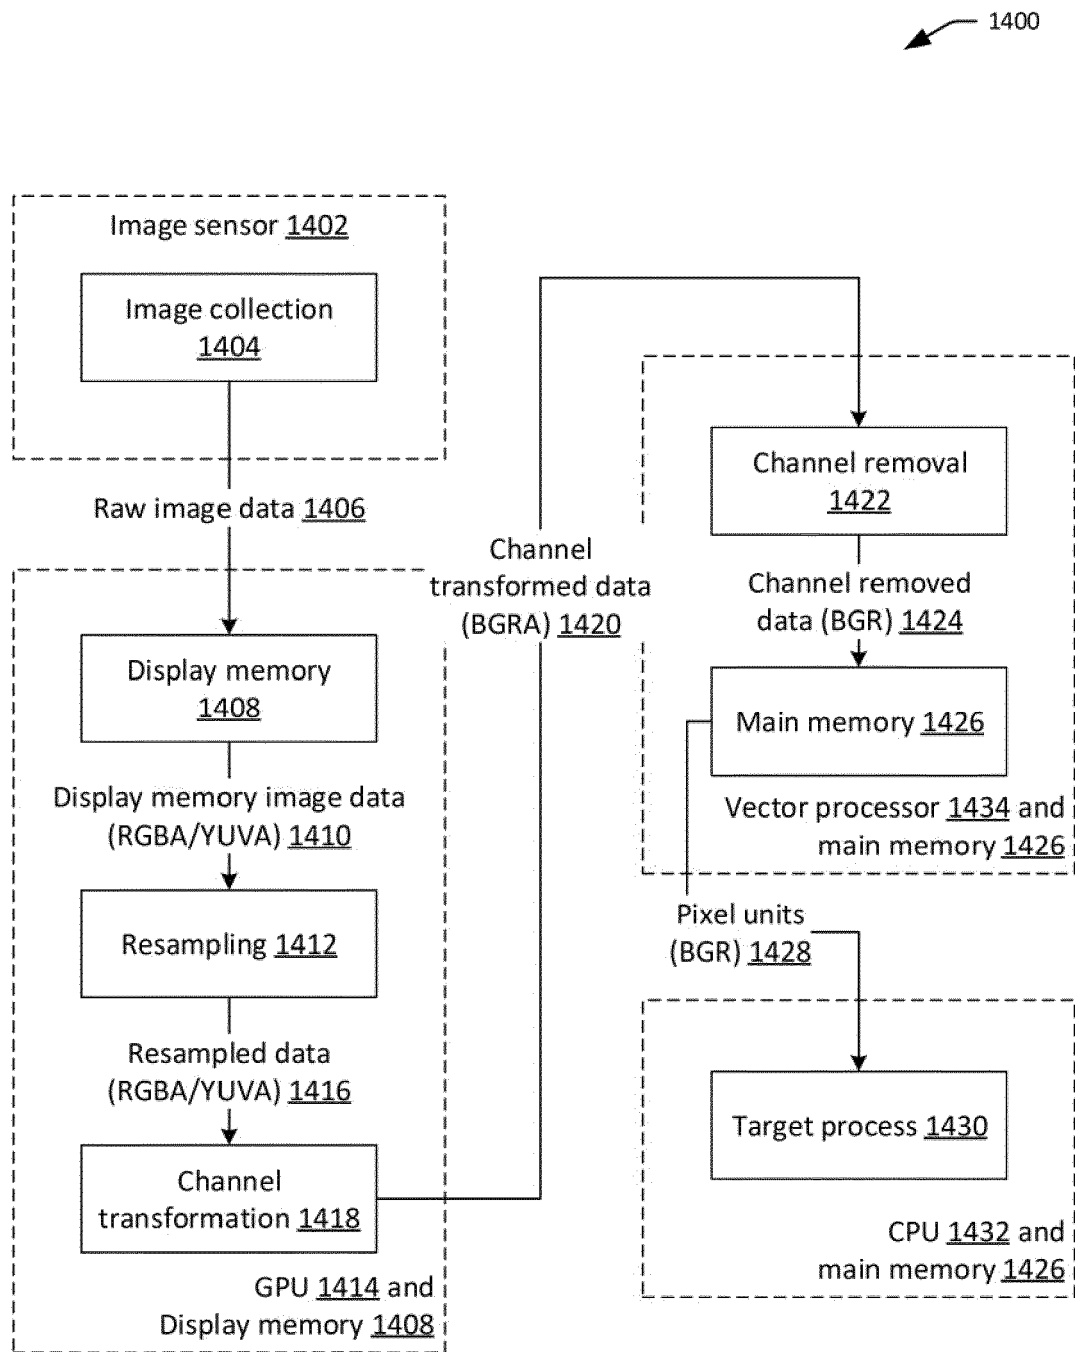 1400
Image sensor 1402
Image collection
1404
Raw image data 1406
Display memory
1408
Display memory image data
(RGBA/YUVA) 1410
Resampling 1412
Resampled data
(RGBA/YUVA) 1416
Channel
transformation 1418
GPU 1414 and
Display memory 1408
Channel
transformed data
(BGRA) 1420
Channel removal
1422
Channel removed
data (BGR) 1424
Main memory 1426
Vector processor 1434 and
main memory 1426
Pixel units
(BGR) 1428
Target process 1430
CPU 1432 and
main memory 1426